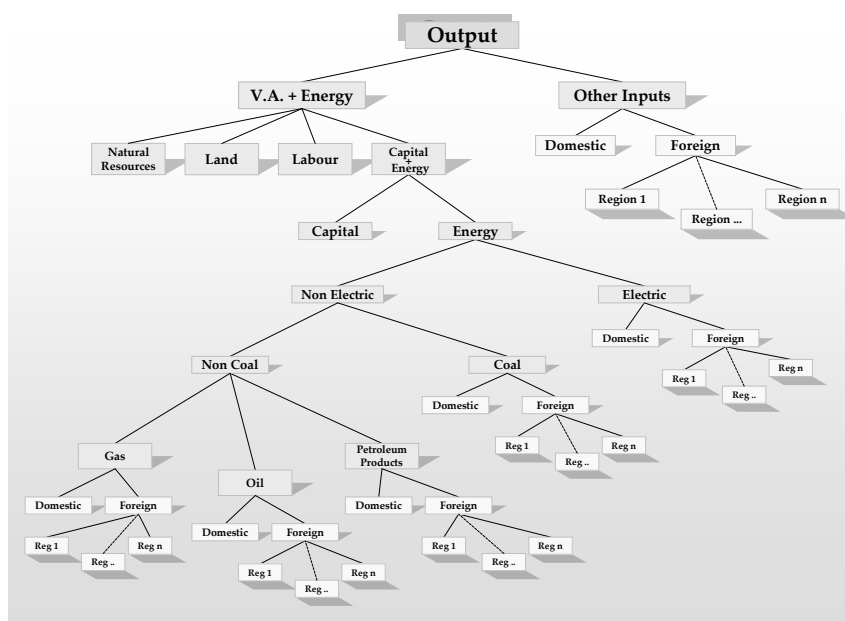 Output
V.A. + Energy
Other Inputs
Natural
Resources
Land
Labour
Capital
+
Energy
Domestic
Foreign
Region 1
Region ...
Region n
Capital
Energy
Non Electric
Electric
Domestic
Foreign
Reg 1
Reg ..
Reg n
Non Coal
Coal
Domestic
Foreign
Reg 1
Reg ..
Reg n
Gas
Oil
Petroleum
Products
Domestic
Foreign
Reg 1
Reg ..
Reg n
Domestic
Foreign
Reg 1
Reg ..
Reg n
Domestic
Foreign
Reg 1
Reg ..
Reg n